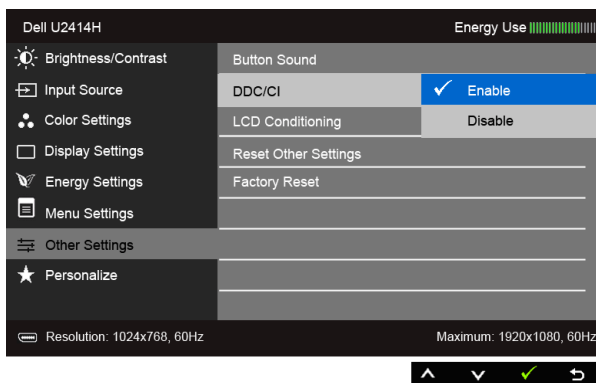 Dell U2414H
Energy Use
Brightness/Contrast
Button Sound
Input Source
DDC/CI
Enable
Color Settings
LCD Conditioning
Disable
Display Settings
Reset Other Settings
Energy Settings
Factory Reset
Menu Settings
Other Settings
Personalize
Resolution: 1024x768, 60Hz
Maximum: 1920x1080, 60Hz